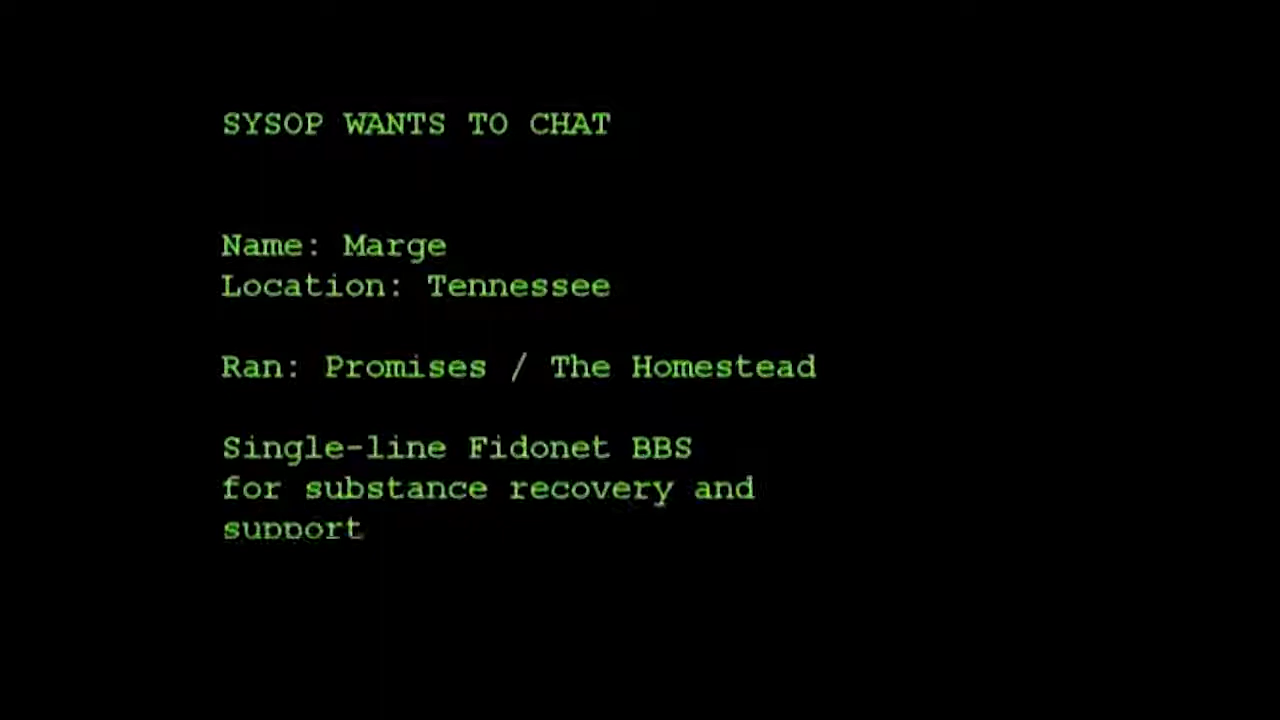 SYSOP WANTS TO CHAT
Name: Marge
Location: Tennessee
Ran: Promises / The Homestead
Single-line Fidonet BBS
for substance recovery and
support